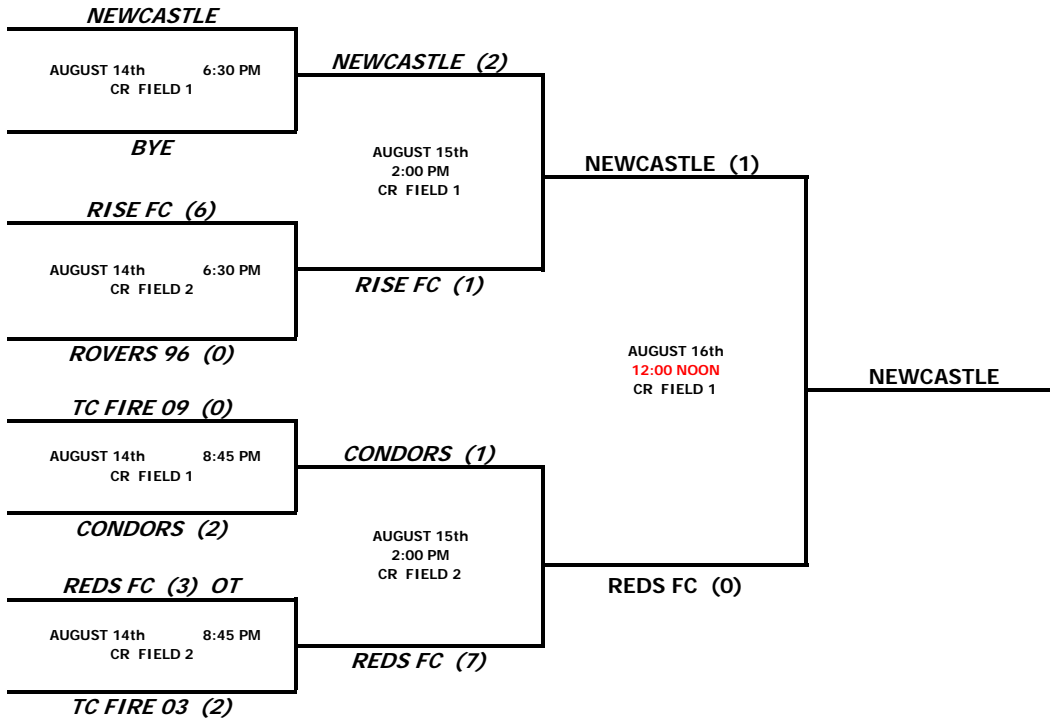 NEWCASTLE
AUGUST 14th 6:30 PM
CR FIELD 1
BYE
RISE FC (6)
AUGUST 14th 6:30 PM
CR FIELD 2
ROVERS 96 (0)
TC FIRE 09 (0)
AUGUST 14th 8:45 PM
CR FIELD 1
CONDORS (2)
REDS FC (3) OT
AUGUST 14th 8:45 PM
CR FIELD 2
TC FIRE 03 (2)
NEWCASTLE (2)
AUGUST 15th
2:00 PM
CR FIELD 1
RISE FC (1)
CONDORS (1)
AUGUST 15th
2:00 PM
CR FIELD 2
REDS FC (7)
NEWCASTLE (1)
AUGUST 16th
12:00 NOON
CR FIELD 1
REDS FC (0)
NEWCASTLE